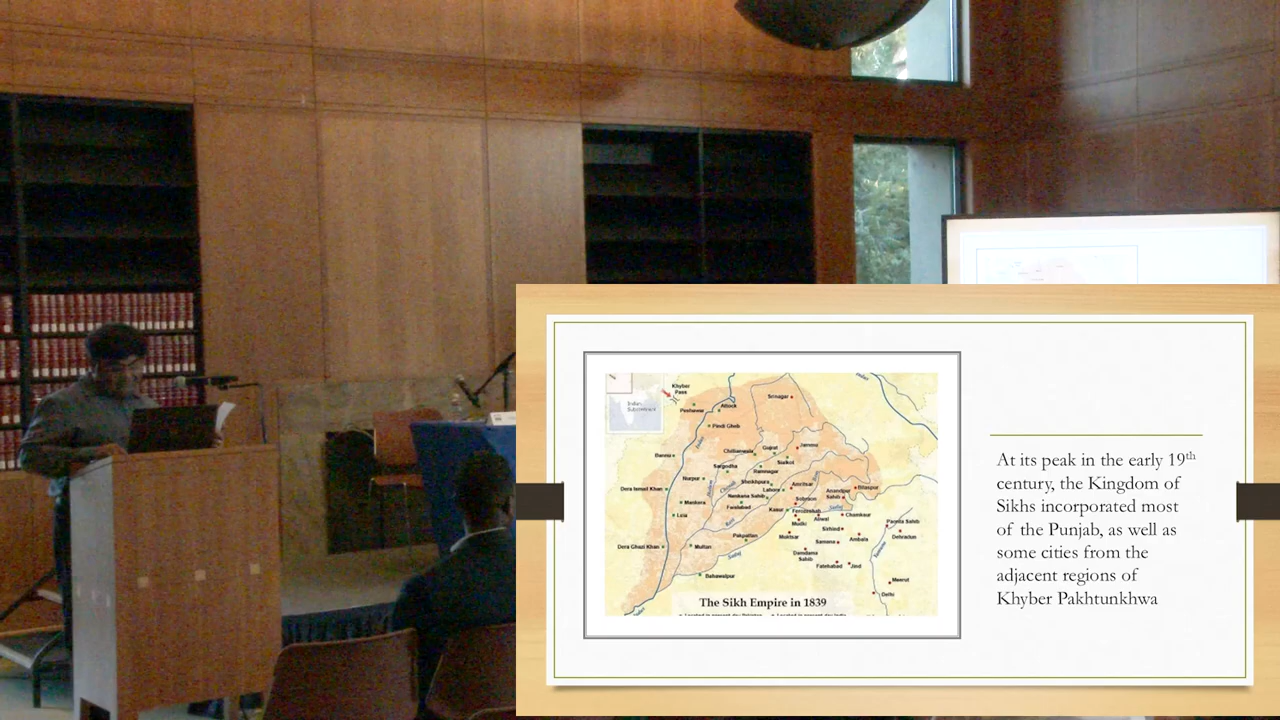 At its peak in the early 19th
century, the Kingdom of
Sikhs incorporated most
of the Punjab, as well as
some cities from the
adjacent regions of
Khyber Pakhtunkhwa
Khyber
Pass
Indian
Subcontinent
Peshawar
Attock
Srinagar
Pindi Gheb
Bannu
Chillianwala
Gujrat
Jammu
Sargodha
Sialkot
Ramnagar
Nurpur
Sheikhpura
Dera Ismail Khan
Lahore
Amritsar
Anandpur
Sahib
Bilaspur
Nankana Sahib
Mankera
Faislabad
Sobraon
Kasur
Ferozeshah
Leia
Mudki
Aliwal
Chamkaur
Paonta Sahib
Sirhind
Dehradun
Pakpattan
Muktsar
Samana
Ambala
Dera Ghazi Khan
Multan
Damdama
Sahib
Fatehabad
Jind
Bahawalpur
Meerut
Delhi
The Sikh Empire in 1839